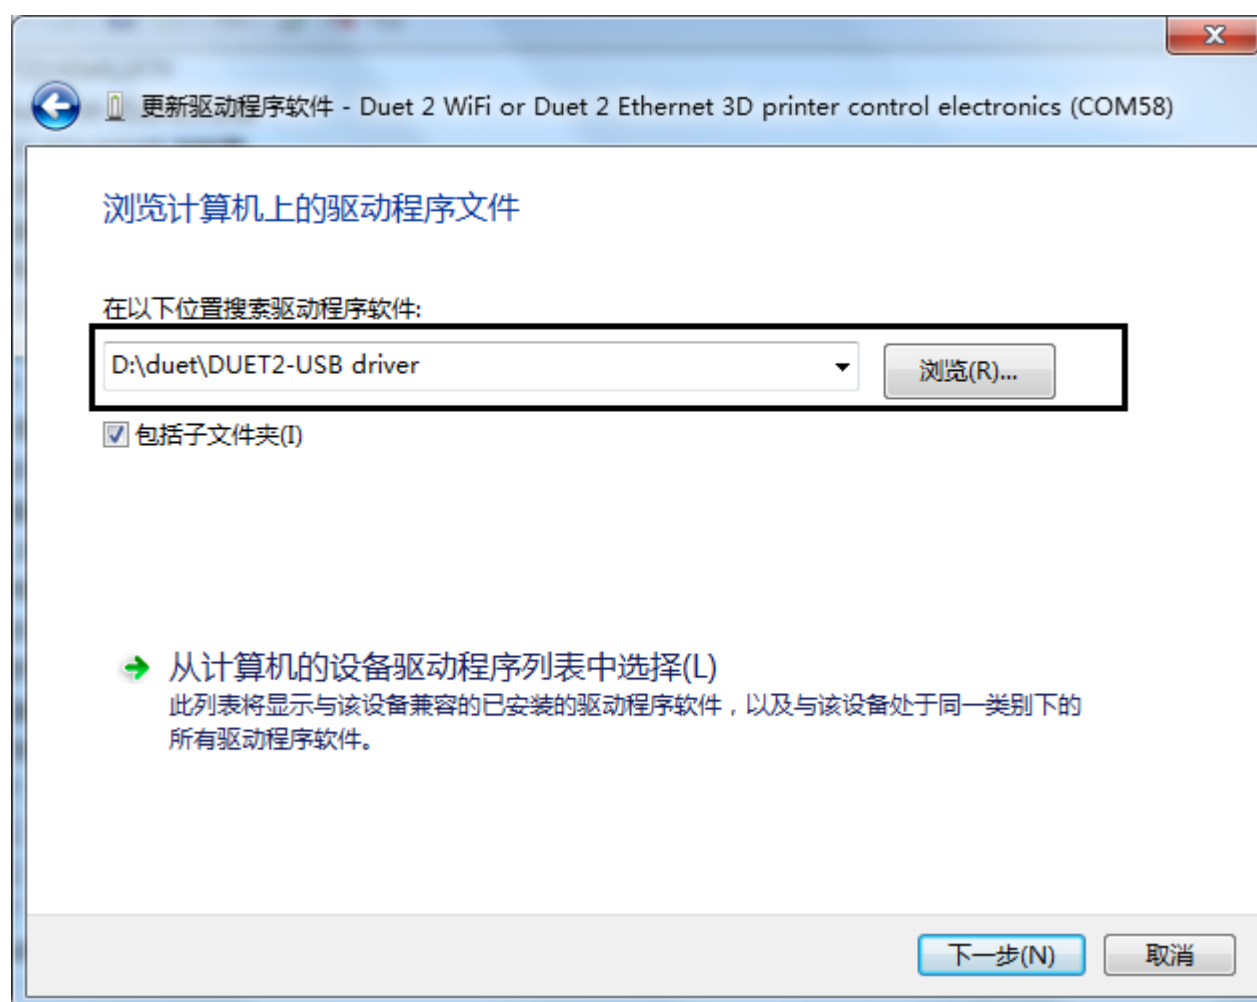 更新驱动程序软件 - Duet 2 WiFi or Duet 2 Ethernet 3D printer control electronics (COM58)
浏览计算机上的驱动程序文件
在以下位置搜索驱动程序软件:
D:\duet\DUET2-USB driver
浏览(R)...
包括子文件夹(I)
从计算机的设备驱动程序列表中选择(L)
此列表将显示与该设备兼容的已安装的驱动程序软件，以及与该设备处于同一类别下的
所有驱动程序软件。
下一步(N)
取消